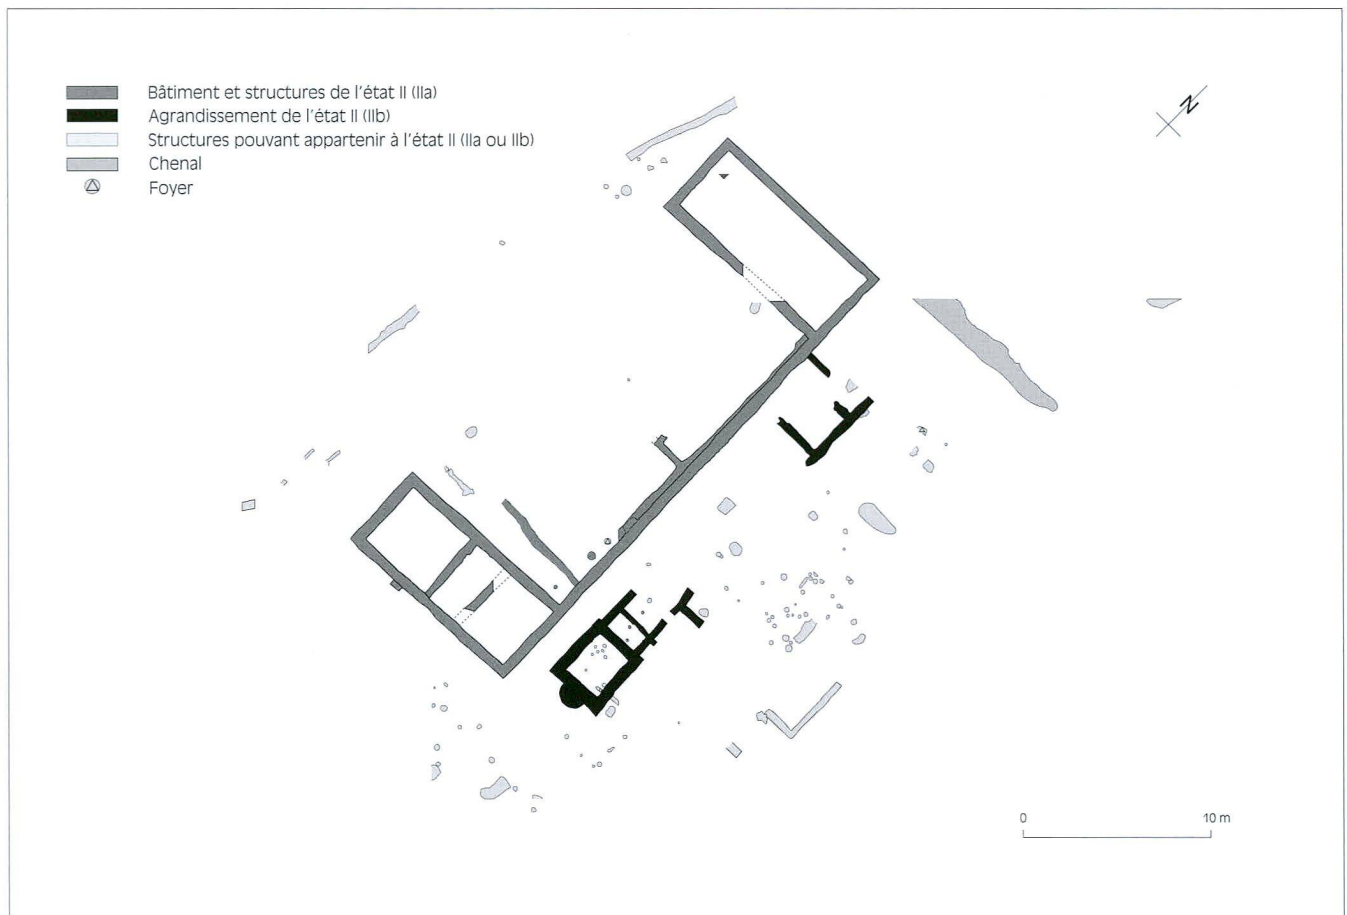 Bâtiment et structures de l'état II (IIa)
Agrandissement de l'état II (IIb)
Structures pouvant appartenir à l'état II (IIa ou IIb)
Chenal
Foyer
N
0 10 m